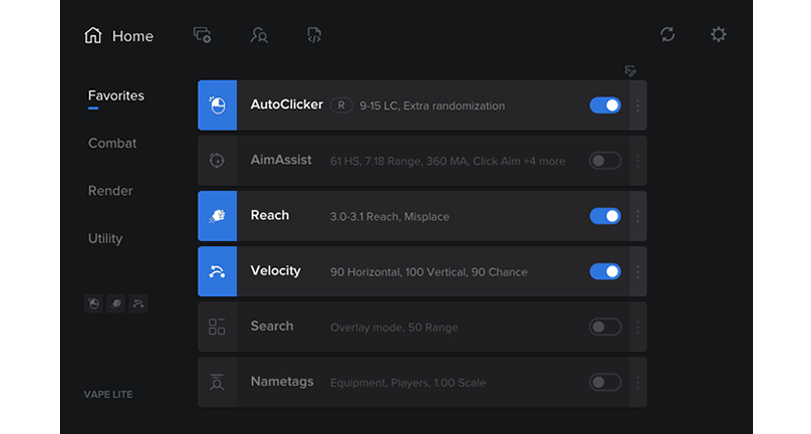 Home
Favorites
Combat
Render
Utility
VAPE LITE
AutoClicker R 9-15 LC, Extra randomization
AimAssist 61 HS, 7.18 Range, 360 MA, Click Aim +4 more
Reach 3.0-3.1 Reach, Misplace
Velocity 90 Horizontal, 100 Vertical, 90 Chance
Search Overlay mode, 50 Range
Nametags Equipment, Players, 1.00 Scale